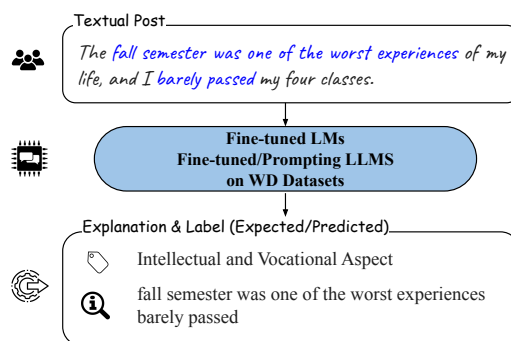 Textual Post
The fall semester was one of the worst experiences of my
life, and I barely passed my four classes.
Fine-tuned LMs
Fine-tuned/Prompting LLMS
on WD Datasets
Explanation & Label (Expected/Predicted)
Intellectual and Vocational Aspect
fall semester was one of the worst experiences
barely passed